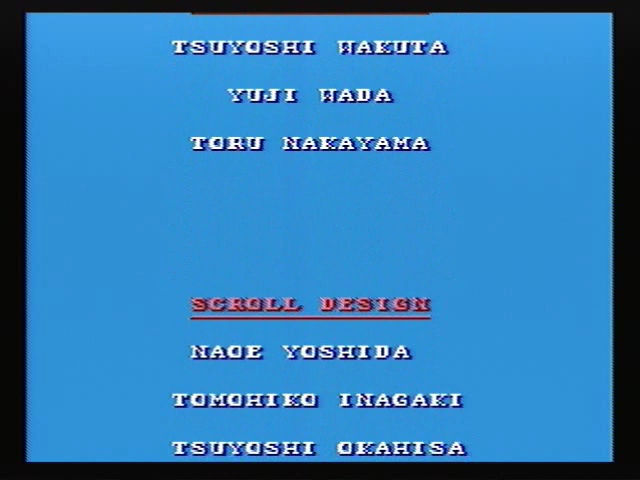 TSUYOSHI WAKUTA
YUJI WADA
TORU NAKAYAMA
SCROLL DESIGN
NAOE YOSHIDA
TOMOHIKO INAGAKI
TSUYOSHI OKAHISA